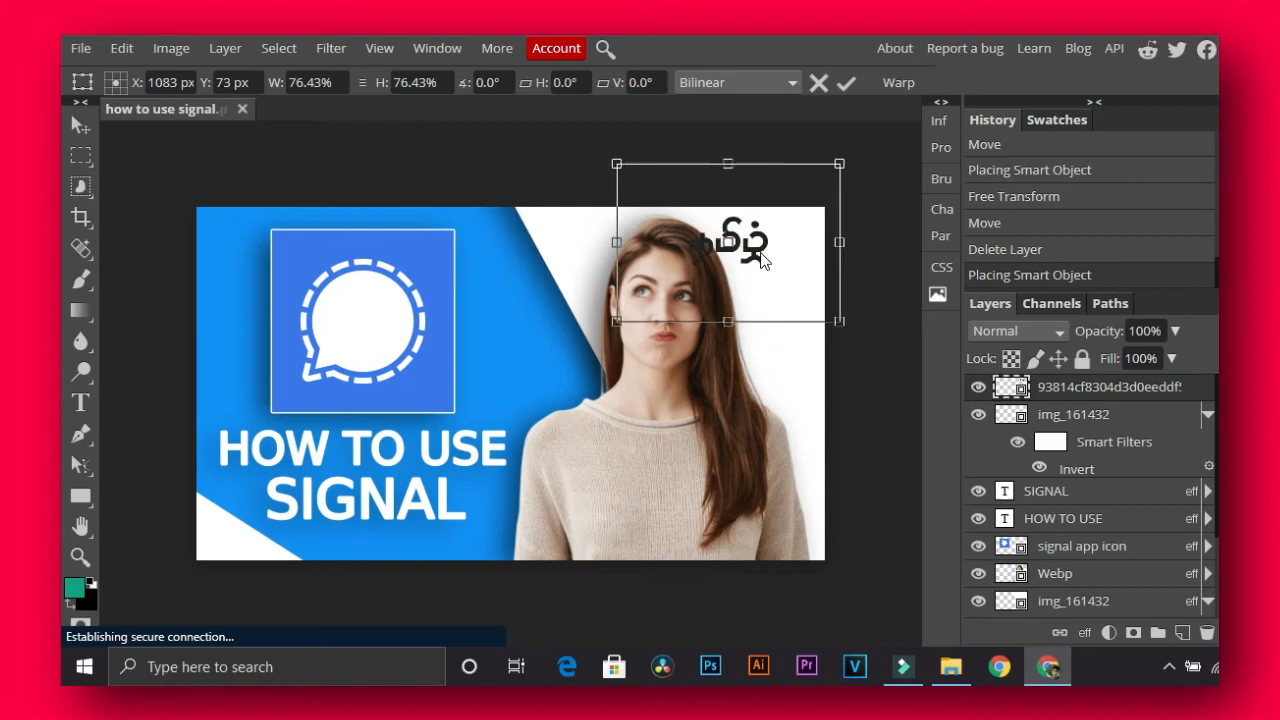 File Edit Image Layer Select Filter View Window More Account About Report a bug Learn Blog API
X: 1083 px Y: 73 px W: 76.43% H: 76.43% 0.0° H: 0.0° V: 0.0° Bilinear Warp
how to use signal.
Inf
Pro
Bru
Cha
Par
CSS
History Swatches
Move
Placing Smart Object
Free Transform
Move
Delete Layer
Placing Smart Object
Layers Channels Paths
Normal Opacity: 100%
Lock: Fill: 100%
93814cf8304d3d0eeddf
img_161432
Smart Filters
Invert
T SIGNAL eff
T HOW TO USE eff
signal app icon eff
Webp eff
img_161432 eff
eff
தமிழ்
HOW TO USE
SIGNAL
Establishing secure connection...
Type here to search
Ps Ai Pr V